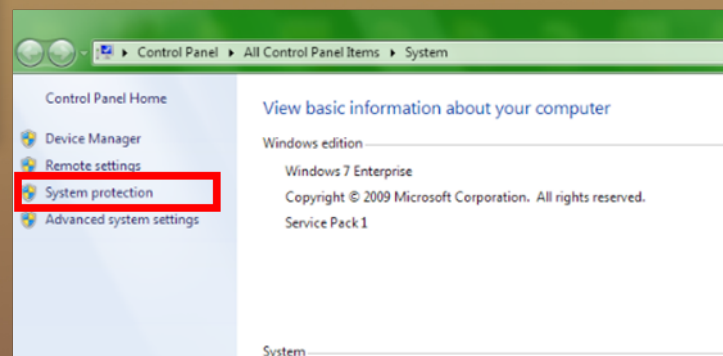 Control Panel ▸ All Control Panel Items ▸ System
Control Panel Home
Device Manager
Remote settings
System protection
Advanced system settings
View basic information about your computer
Windows edition
Windows 7 Enterprise
Copyright © 2009 Microsoft Corporation. All rights reserved.
Service Pack 1
System